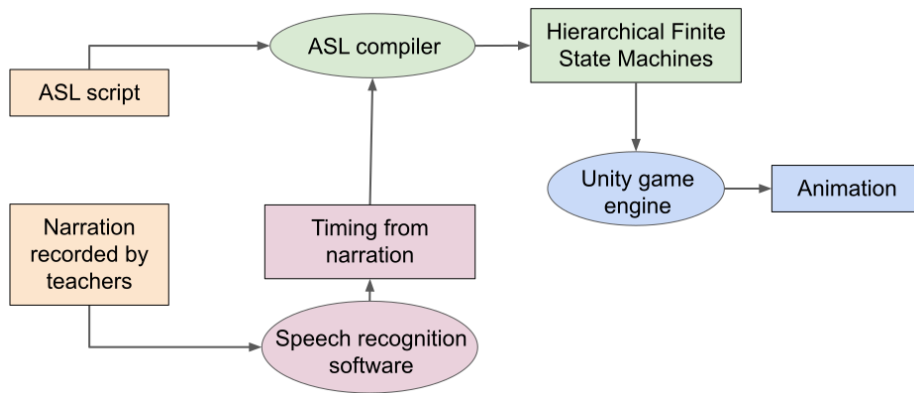 ASL compiler
Hierarchical Finite
State Machines
ASL script
Unity game
engine
Animation
Narration
recorded by
teachers
Timing from
narration
Speech recognition
software